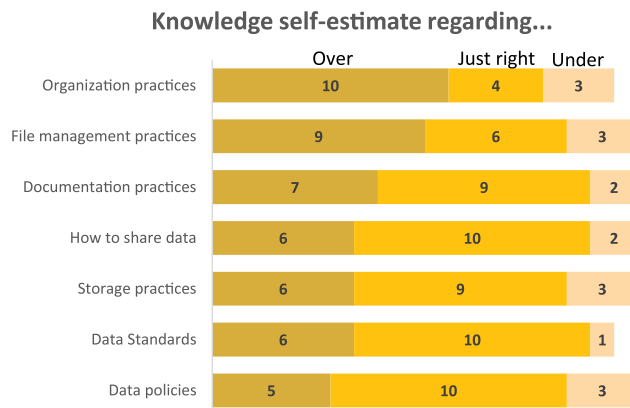 Knowledge self-estimate regarding...
Over Just right Under
Organization practices 10 4 3
File management practices 9 6 3
Documentation practices 7 9 2
How to share data 6 10 2
Storage practices 6 9 3
Data Standards 6 10 1
Data policies 5 10 3